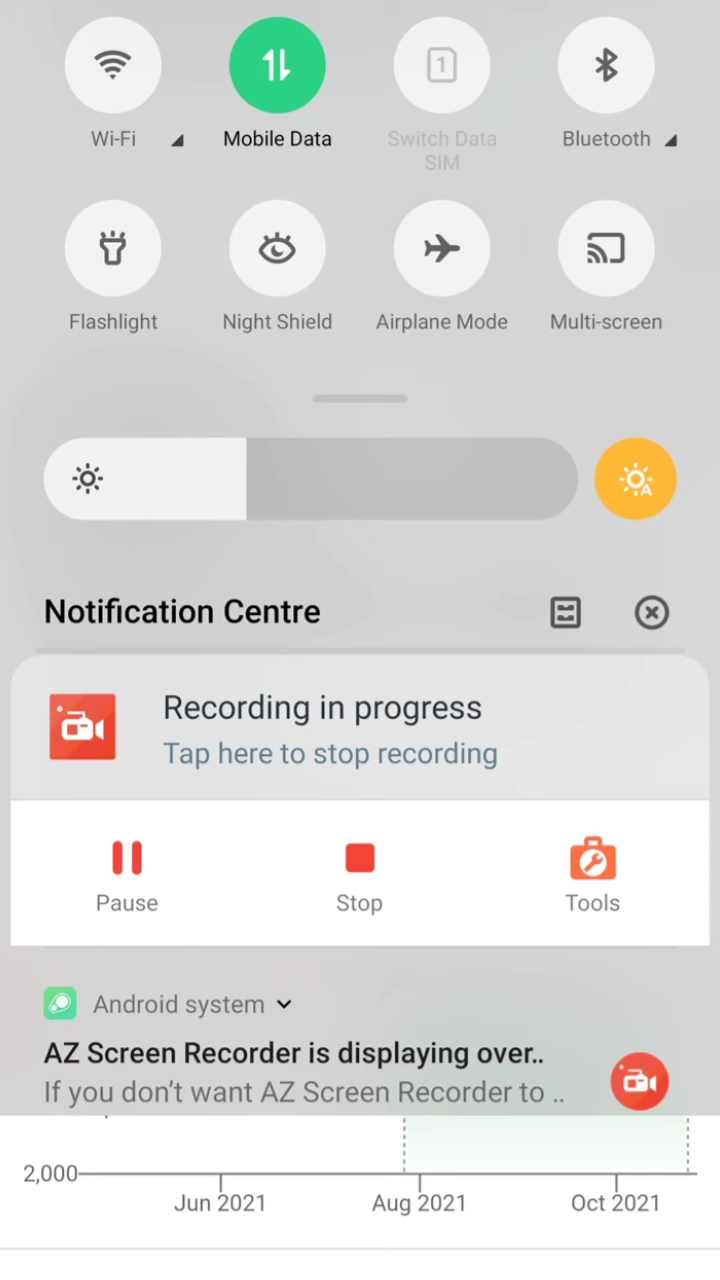 1
Wi-Fi
Mobile Data
Switch Data
SIM
Bluetooth
Flashlight
Night Shield
Airplane Mode
Multi-screen
A
Notification Centre
Recording in progress
Tap here to stop recording
Pause
Stop
Tools
Android system
AZ Screen Recorder is displaying over..
If you don't want AZ Screen Recorder to ..
2,000
Jun 2021
Aug 2021
Oct 2021